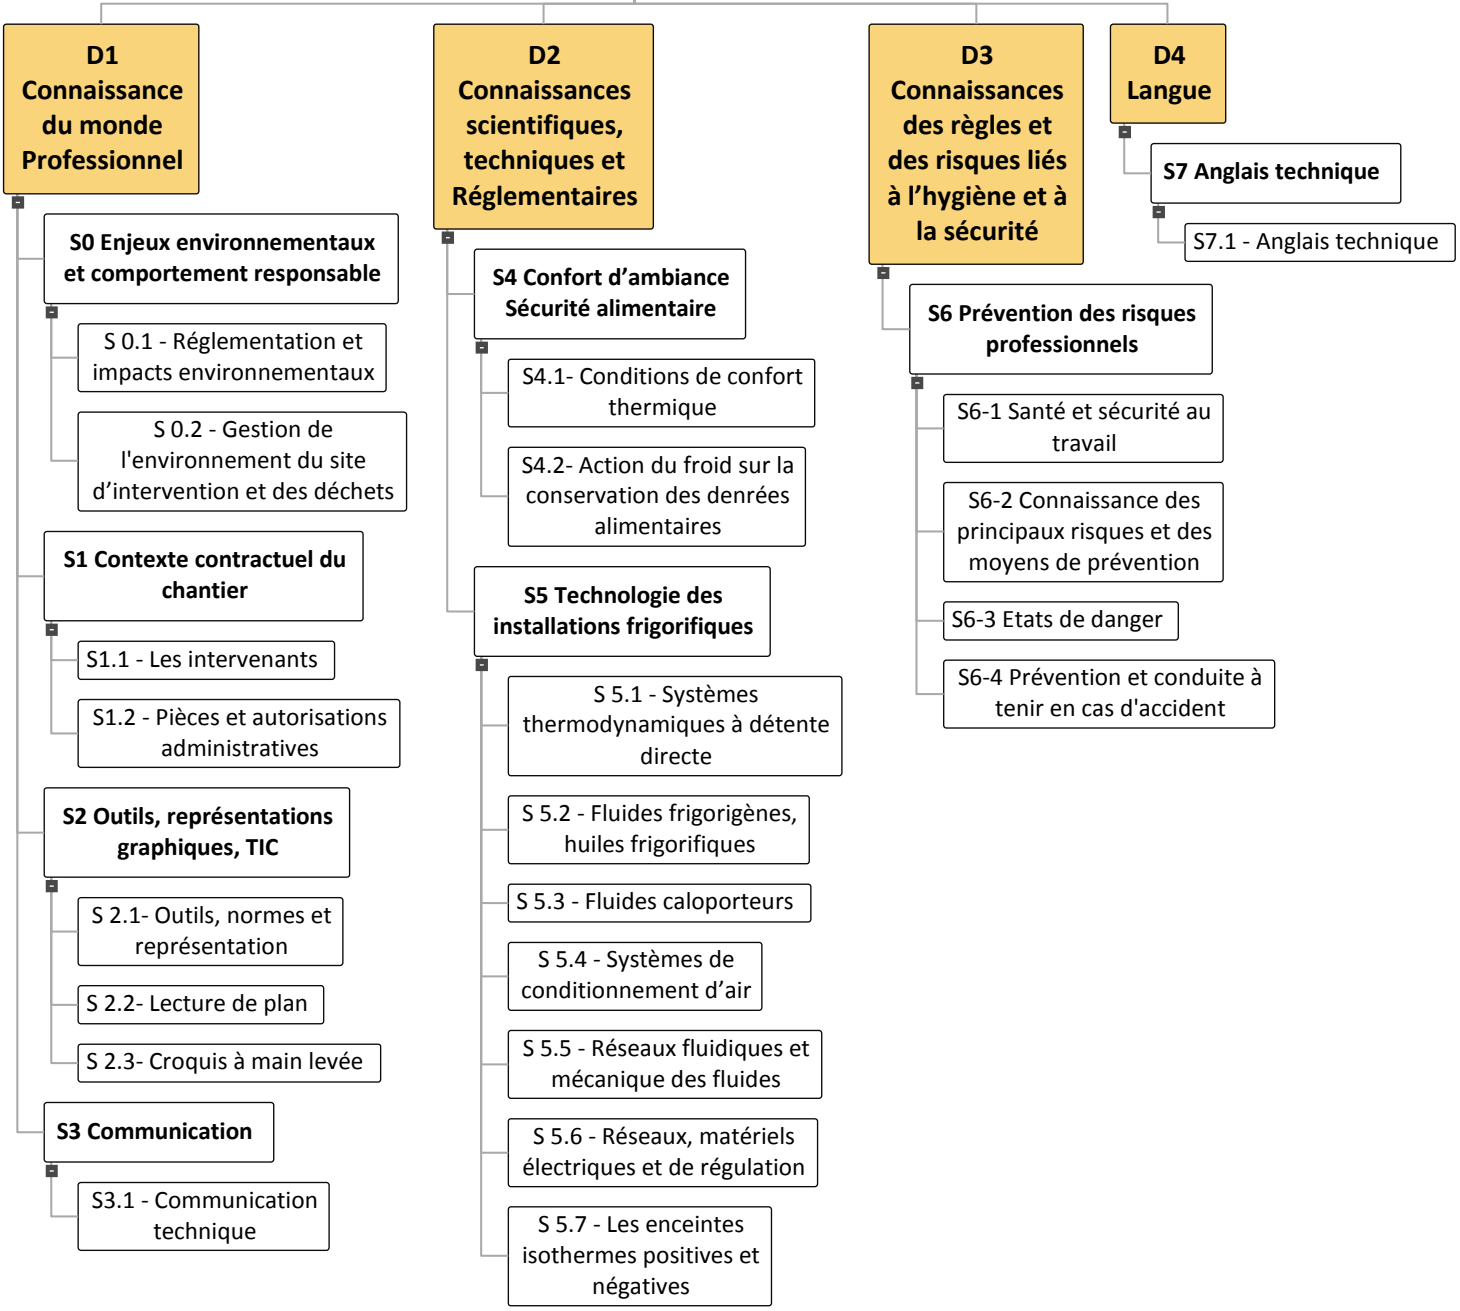 D1
Connaissance
du monde
Professionnel
S0 Enjeux environnementaux
et comportement responsable
S 0.1 - Réglementation et
impacts environnementaux
S 0.2 - Gestion de
l'environnement du site
d’intervention et des déchets
S1 Contexte contractuel du
chantier
S1.1 - Les intervenants
S1.2 - Pièces et autorisations
administratives
S2 Outils, représentations
graphiques, TIC
S 2.1- Outils, normes et
représentation
S 2.2- Lecture de plan
S 2.3- Croquis à main levée
S3 Communication
S3.1 - Communication
technique
D2
Connaissances
scientifiques,
techniques et
Réglementaires
S4 Confort d’ambiance
Sécurité alimentaire
S4.1- Conditions de confort
thermique
S4.2- Action du froid sur la
conservation des denrées
alimentaires
S5 Technologie des
installations frigorifiques
S 5.1 - Systèmes
thermodynamiques à détente
directe
S 5.2 - Fluides frigorigènes,
huiles frigorifiques
S 5.3 - Fluides caloporteurs
S 5.4 - Systèmes de
conditionnement d’air
S 5.5 - Réseaux fluidiques et
mécanique des fluides
S 5.6 - Réseaux, matériels
électriques et de régulation
S 5.7 - Les enceintes
isothermes positives et
négatives
D3
Connaissances
des règles et
des risques liés
à l’hygiène et à
la sécurité
S6 Prévention des risques
professionnels
S6-1 Santé et sécurité au
travail
S6-2 Connaissance des
principaux risques et des
moyens de prévention
S6-3 Etats de danger
S6-4 Prévention et conduite à
tenir en cas d'accident
D4
Langue
S7 Anglais technique
S7.1 - Anglais technique